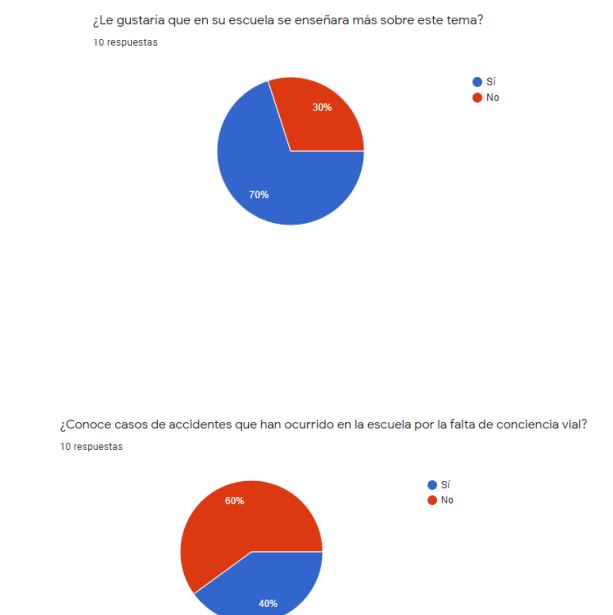 ¿Le gustaría que en su escuela se enseñara más sobre este tema?
10 respuestas
Sí
No
30%
70%
¿Conoce casos de accidentes que han ocurrido en la escuela por la falta de conciencia vial?
10 respuestas
Sí
No
60%
40%